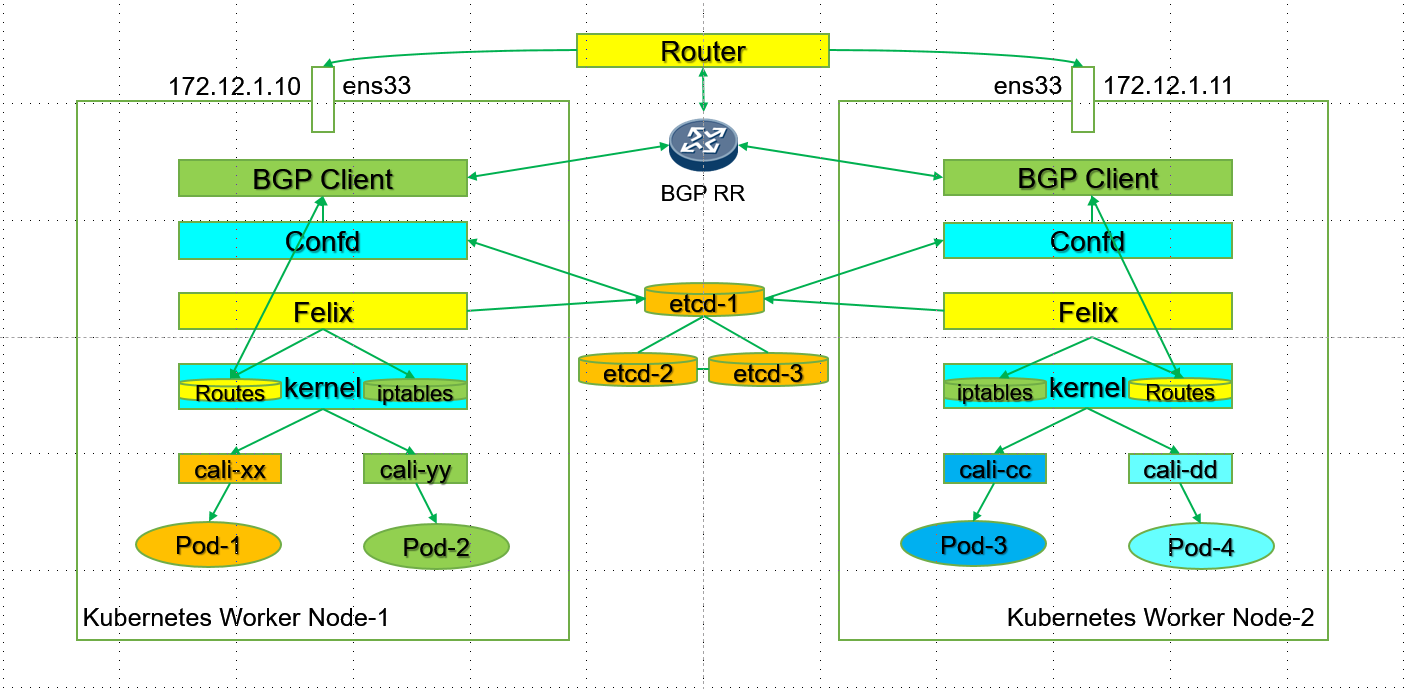 Router
172.12.1.10
ens33
ens33
172.12.1.11
BGP Client
BGP RR
BGP Client
Confd
Confd
Felix
etcd-1
Felix
etcd-2
etcd-3
Routes
kernel
iptables
iptables
kernel
Routes
cali-xx
cali-yy
cali-cc
cali-dd
Pod-1
Pod-2
Pod-3
Pod-4
Kubernetes Worker Node-1
Kubernetes Worker Node-2